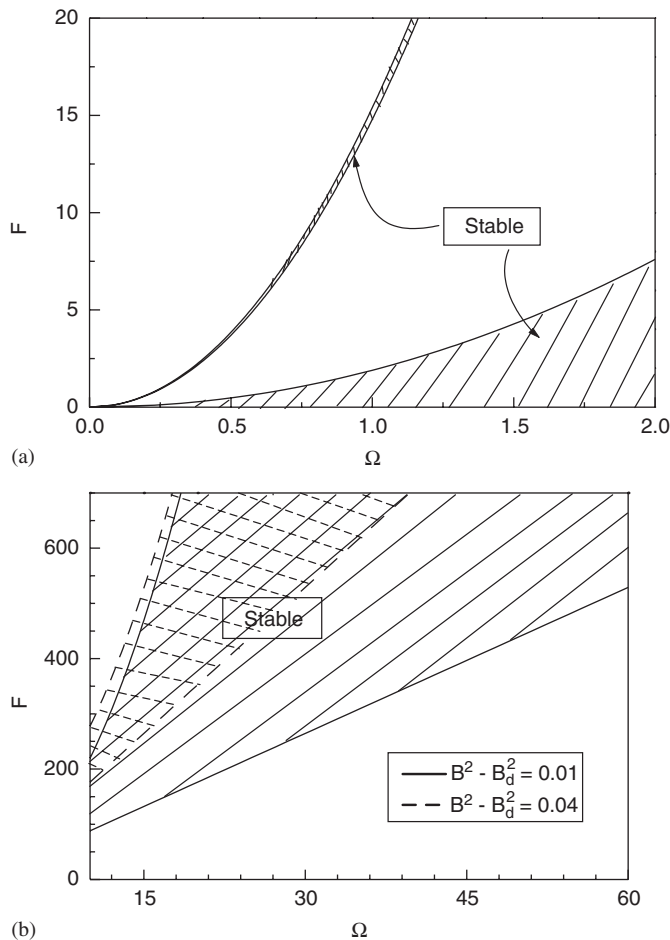 20
15
10
5
0
F
Stable
0.0 0.5 1.0 1.5 2.0
(a)
Ω
600
400
200
0
F
Stable
B² - B_d² = 0.01
B² - B_d² = 0.04
15 30 45 60
(b)
Ω